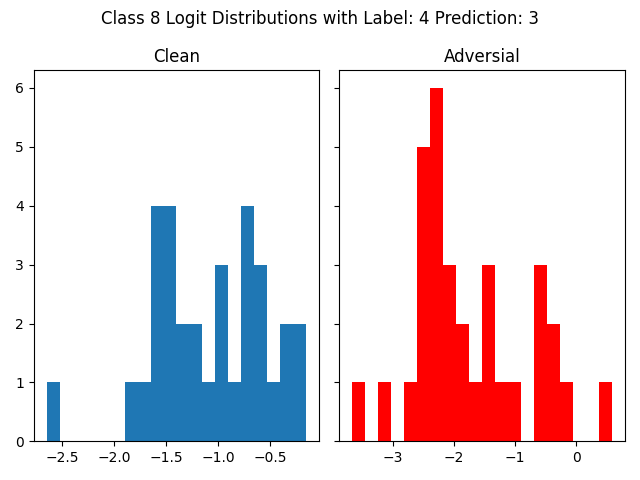 Class 8 Logit Distributions with Label: 4 Prediction: 3
Clean
Adversial
6
5
4
3
2
1
0
−2.5 −2.0 −1.5 −1.0 −0.5
−3 −2 −1 0